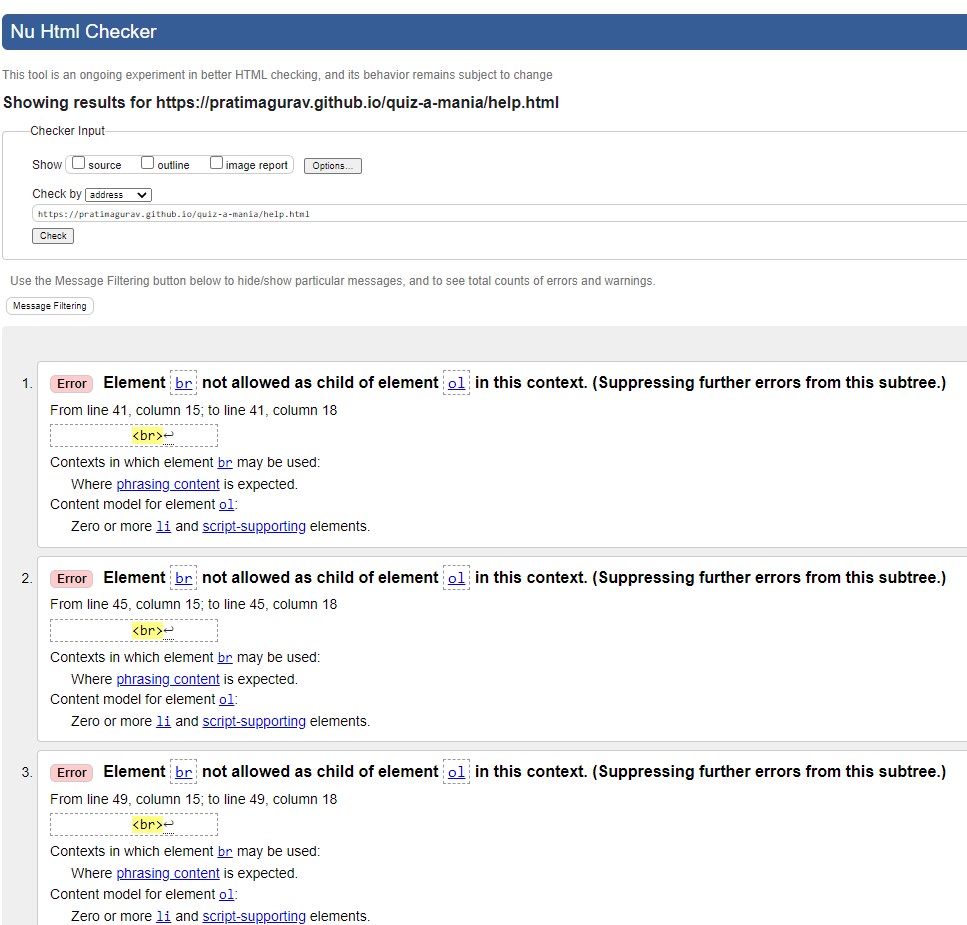 Nu Html Checker
This tool is an ongoing experiment in better HTML checking, and its behavior remains subject to change
Showing results for https://pratimagurav.github.io/quiz-a-mania/help.html
Checker Input
Show source outline image report Options...
Check by address
https://pratimagurav.github.io/quiz-a-mania/help.html
Check
Use the Message Filtering button below to hide/show particular messages, and to see total counts of errors and warnings.
Message Filtering
1. Error Element br not allowed as child of element ol in this context. (Suppressing further errors from this subtree.)
From line 41, column 15; to line 41, column 18
<br>↩
Contexts in which element br may be used:
Where phrasing content is expected.
Content model for element ol:
Zero or more li and script-supporting elements.
2. Error Element br not allowed as child of element ol in this context. (Suppressing further errors from this subtree.)
From line 45, column 15; to line 45, column 18
<br>↩
Contexts in which element br may be used:
Where phrasing content is expected.
Content model for element ol:
Zero or more li and script-supporting elements.
3. Error Element br not allowed as child of element ol in this context. (Suppressing further errors from this subtree.)
From line 49, column 15; to line 49, column 18
<br>↩
Contexts in which element br may be used:
Where phrasing content is expected.
Content model for element ol:
Zero or more li and script-supporting elements.